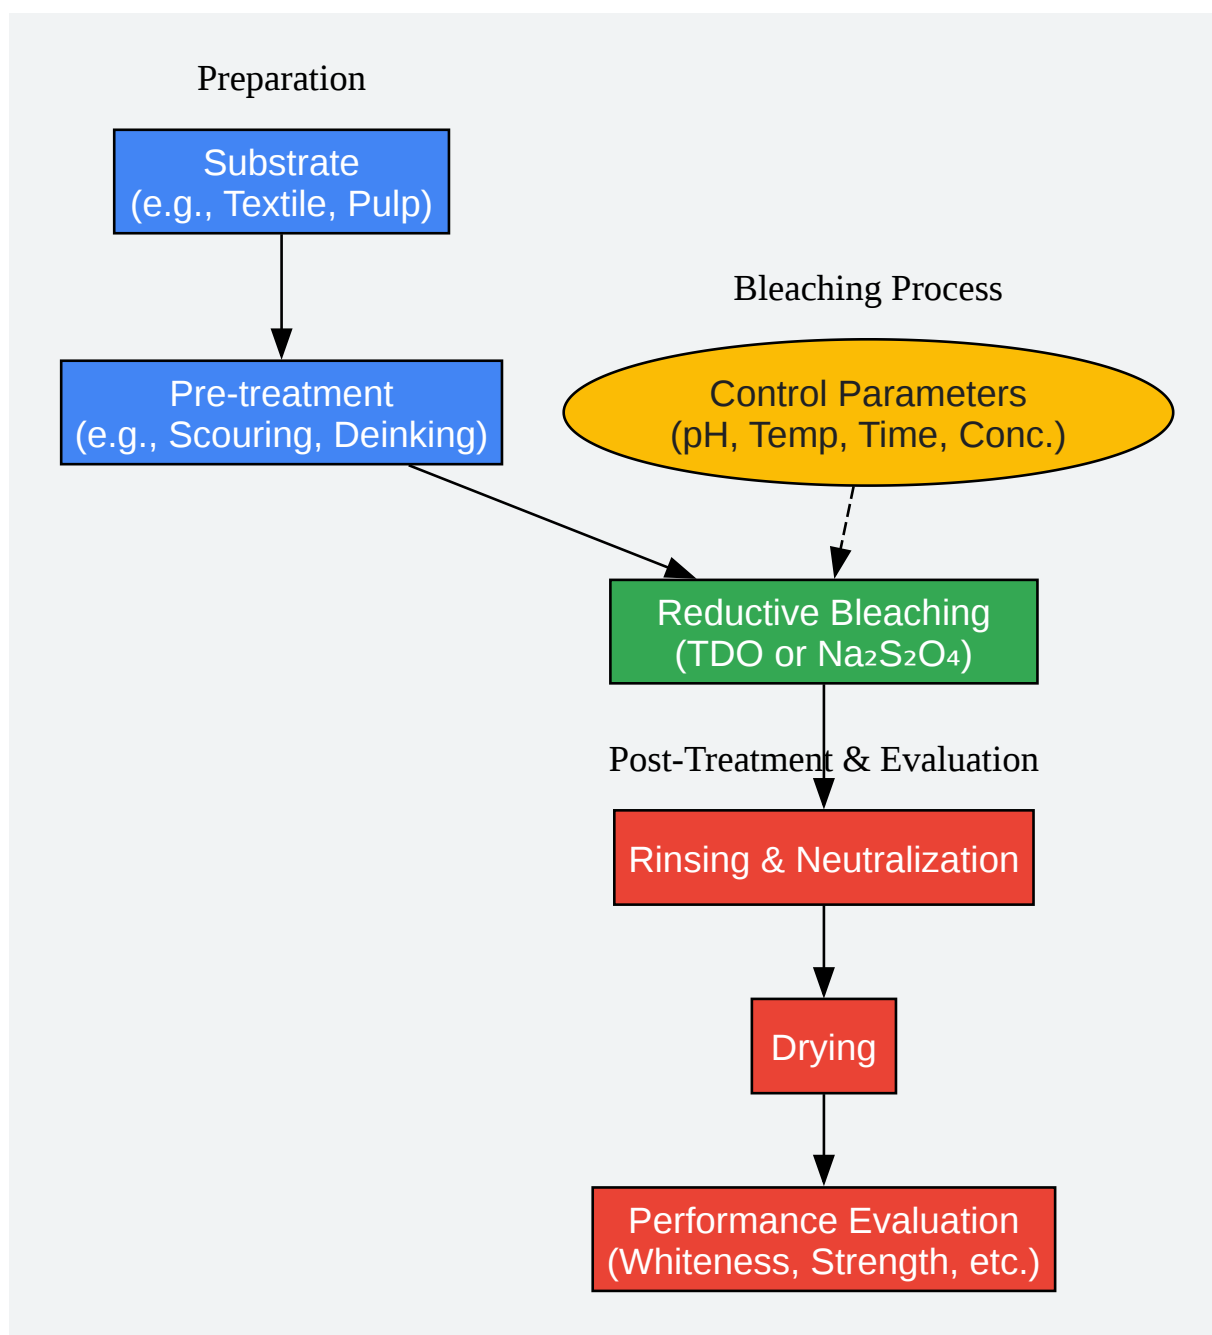 Preparation
Substrate
(e.g., Textile, Pulp)
Pre-treatment
(e.g., Scouring, Deinking)
Bleaching Process
Control Parameters
(pH, Temp, Time, Conc.)
Reductive Bleaching
(TDO or Na₂S₂O₄)
Post-Treatment & Evaluation
Rinsing & Neutralization
Drying
Performance Evaluation
(Whiteness, Strength, etc.)